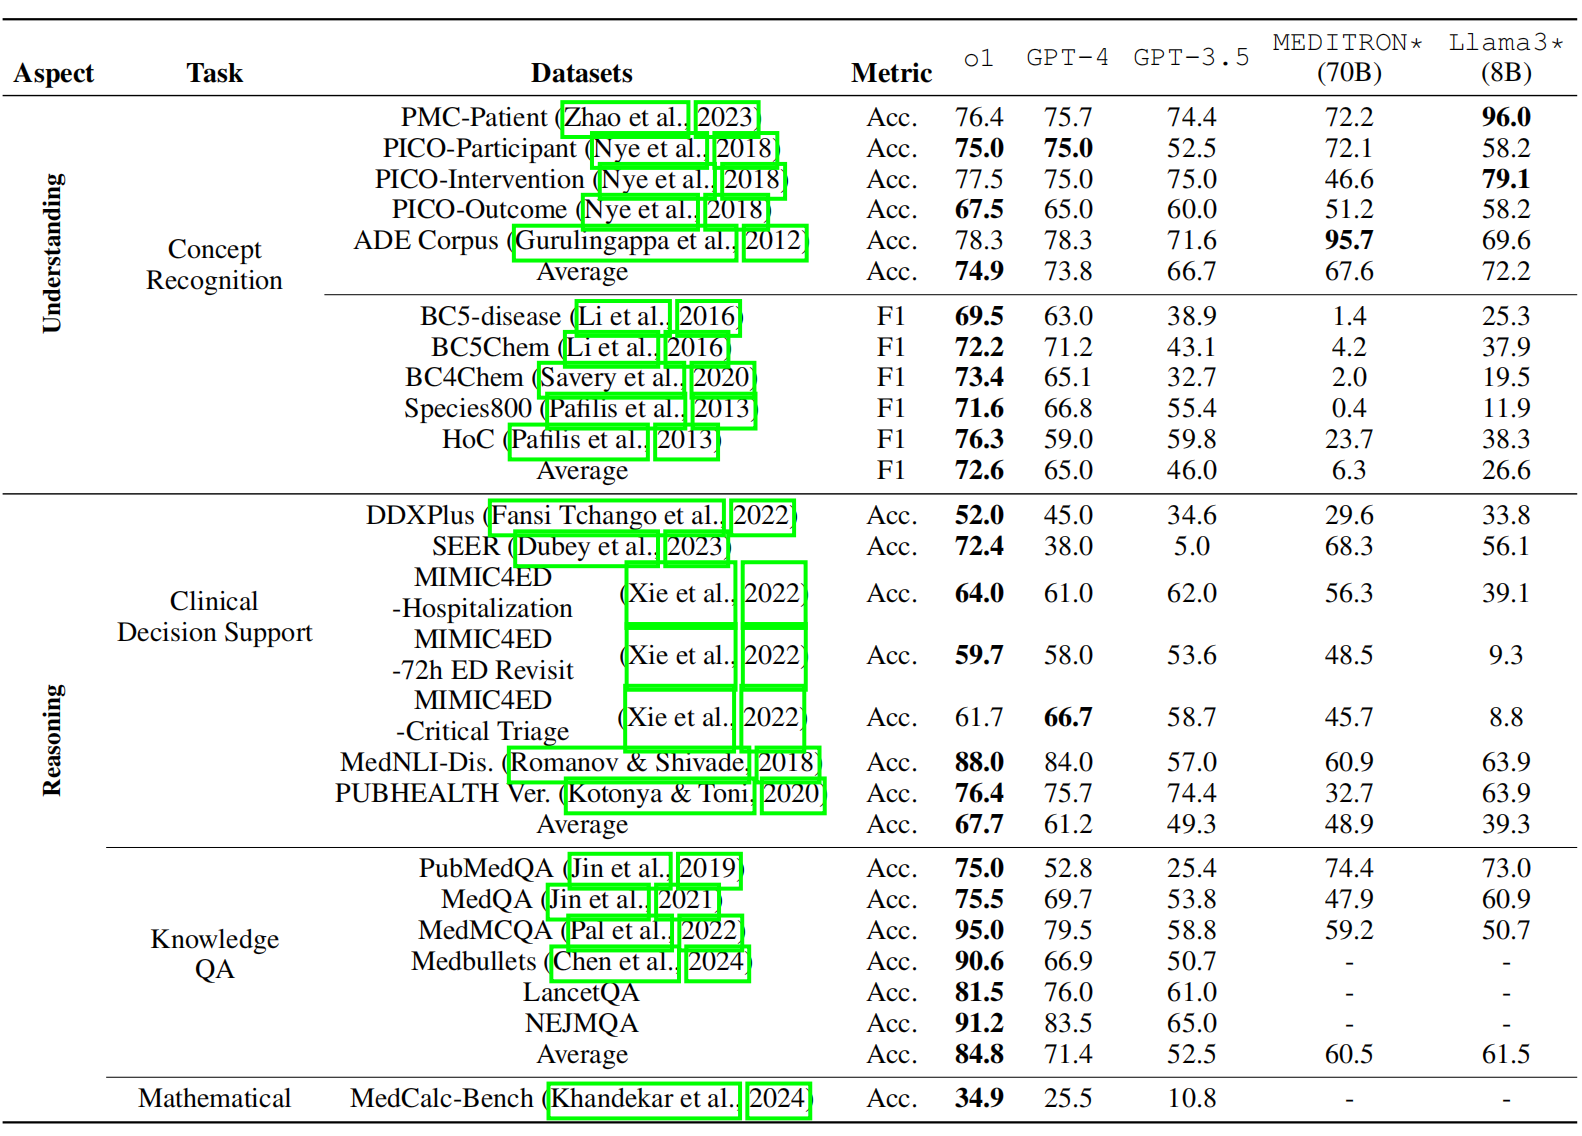 Aspect Task Datasets Metric o1 GPT-4 GPT-3.5 MEDITRON* (70B) Llama3* (8B)
Understanding
Concept Recognition
PMC-Patient (Zhao et al., 2023) Acc. 76.4 75.7 74.4 72.2 96.0
PICO-Participant (Nye et al., 2018) Acc. 75.0 75.0 52.5 72.1 58.2
PICO-Intervention (Nye et al., 2018) Acc. 77.5 75.0 75.0 46.6 79.1
PICO-Outcome (Nye et al., 2018) Acc. 67.5 65.0 60.0 51.2 58.2
ADE Corpus (Gurulingappa et al., 2012) Acc. 78.3 78.3 71.6 95.7 69.6
Average Acc. 74.9 73.8 66.7 67.6 72.2
BC5-disease (Li et al., 2016) F1 69.5 63.0 38.9 1.4 25.3
BC5Chem (Li et al., 2016) F1 72.2 71.2 43.1 4.2 37.9
BC4Chem (Savery et al., 2020) F1 73.4 65.1 32.7 2.0 19.5
Species800 (Pafilis et al., 2013) F1 71.6 66.8 55.4 0.4 11.9
HoC (Pafilis et al., 2013) F1 76.3 59.0 59.8 23.7 38.3
Average F1 72.6 65.0 46.0 6.3 26.6
Reasoning
Clinical Decision Support
DDXPlus (Fansi Tchango et al., 2022) Acc. 52.0 45.0 34.6 29.6 33.8
SEER (Dubey et al., 2023) Acc. 72.4 38.0 5.0 68.3 56.1
MIMIC4ED -Hospitalization (Xie et al., 2022) Acc. 64.0 61.0 62.0 56.3 39.1
MIMIC4ED -72h ED Revisit (Xie et al., 2022) Acc. 59.7 58.0 53.6 48.5 9.3
MIMIC4ED -Critical Triage (Xie et al., 2022) Acc. 61.7 66.7 58.7 45.7 8.8
MedNLI-Dis. (Romanov & Shivade, 2018) Acc. 88.0 84.0 57.0 60.9 63.9
PUBHEALTH Ver. (Kotonya & Toni, 2020) Acc. 76.4 75.7 74.4 32.7 63.9
Average Acc. 67.7 61.2 49.3 48.9 39.3
Knowledge QA
PubMedQA (Jin et al., 2019) Acc. 75.0 52.8 25.4 74.4 73.0
MedQA (Jin et al., 2021) Acc. 75.5 69.7 53.8 47.9 60.9
MedMCQA (Pal et al., 2022) Acc. 95.0 79.5 58.8 59.2 50.7
Medbullets (Chen et al., 2024) Acc. 90.6 66.9 50.7 - -
LancetQA Acc. 81.5 76.0 61.0 - -
NEJMQA Acc. 91.2 83.5 65.0 - -
Average Acc. 84.8 71.4 52.5 60.5 61.5
Mathematical MedCalc-Bench (Khandekar et al., 2024) Acc. 34.9 25.5 10.8 - -